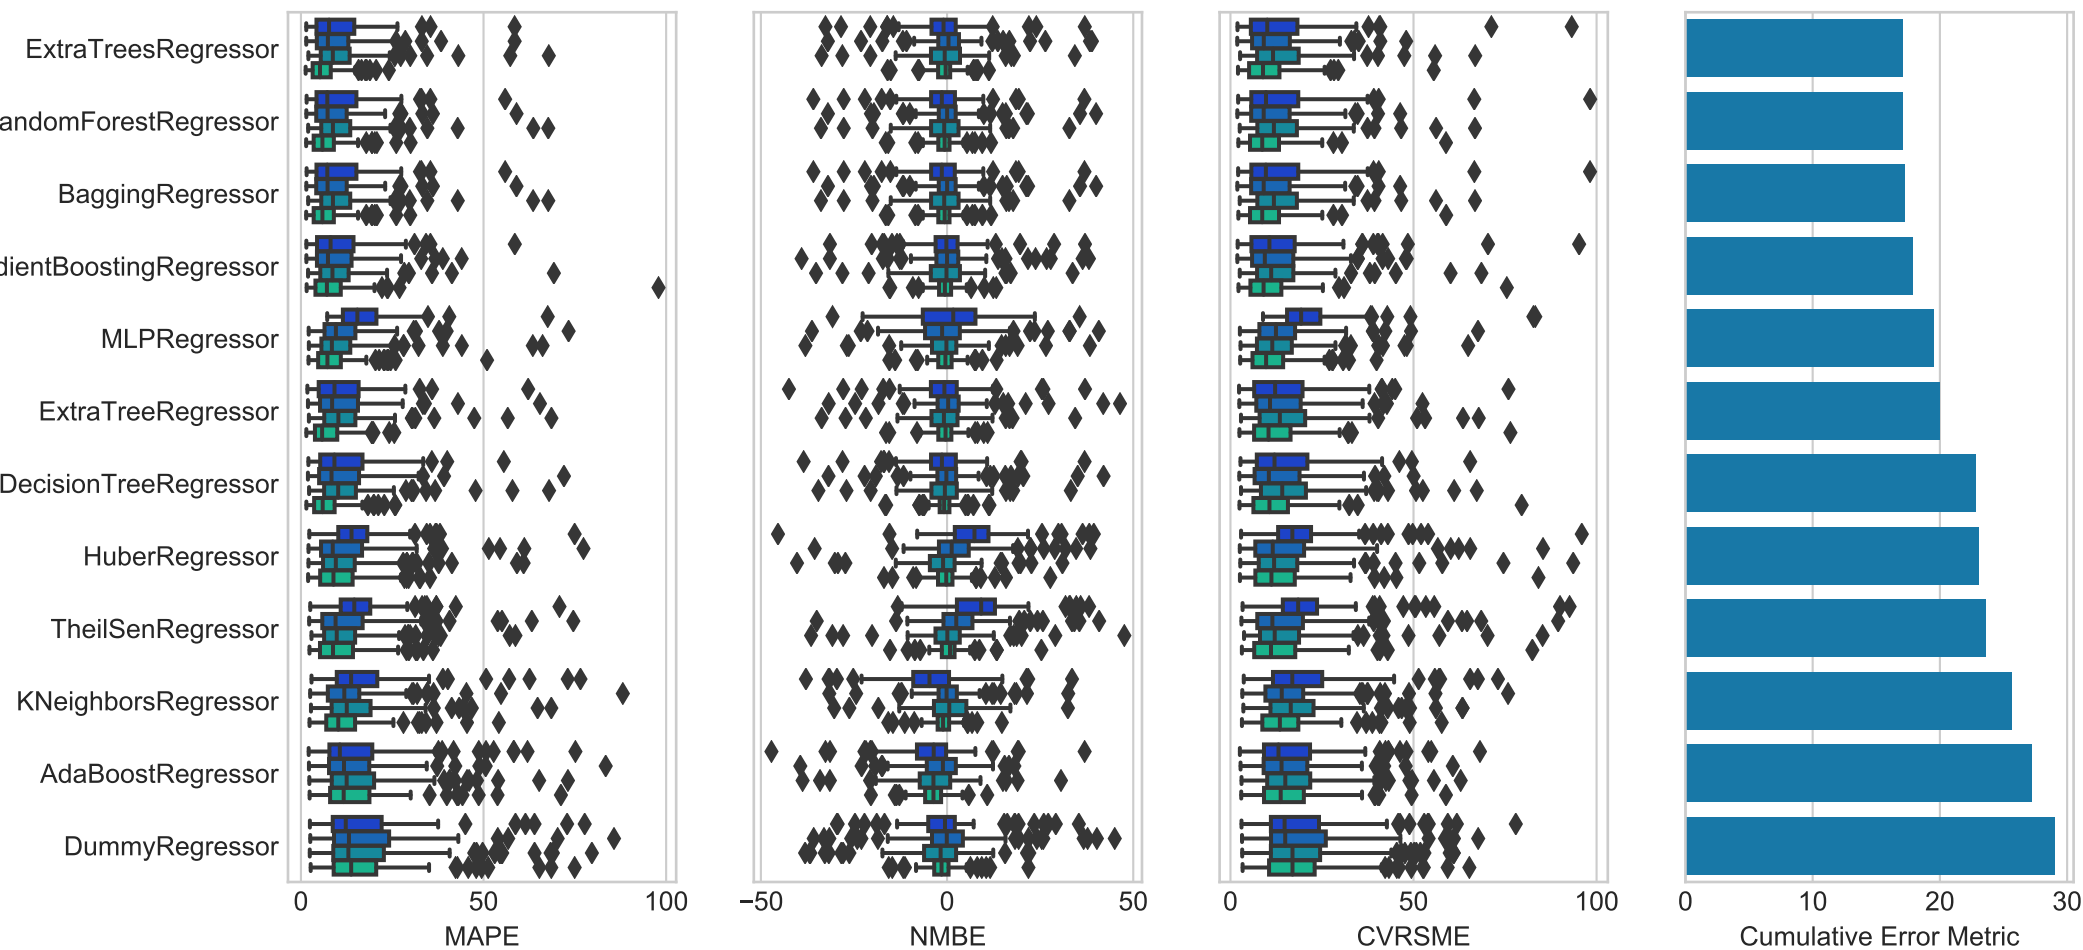 ExtraTreesRegressor
andomForestRegressor
BaggingRegressor
dientBoostingRegressor
MLPRegressor
ExtraTreeRegressor
DecisionTreeRegressor
HuberRegressor
TheilSenRegressor
KNeighborsRegressor
AdaBoostRegressor
DummyRegressor
0 50 100
MAPE
−50 0 50
NMBE
0 50 100
CVRSME
0 10 20 30
Cumulative Error Metric